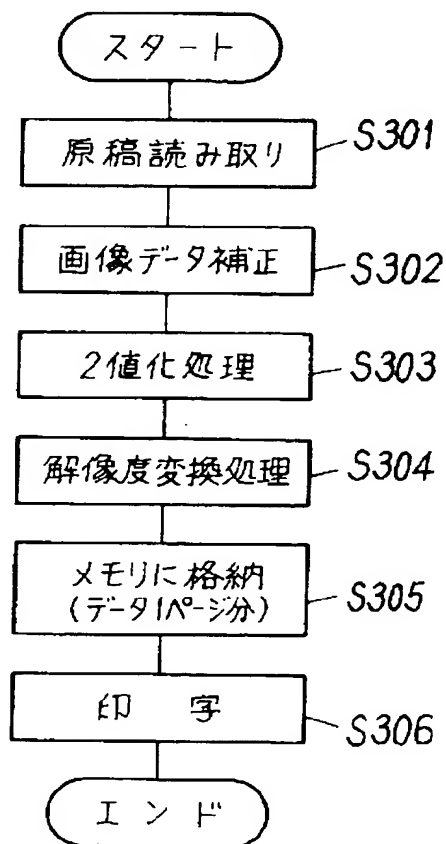 スタート
原稿読み取り
S301
画像データ補正
S302
2値化処理
S303
解像度変換処理
S304
メモリに格納
(データ1ページ分)
S305
印 字
S306
エンド